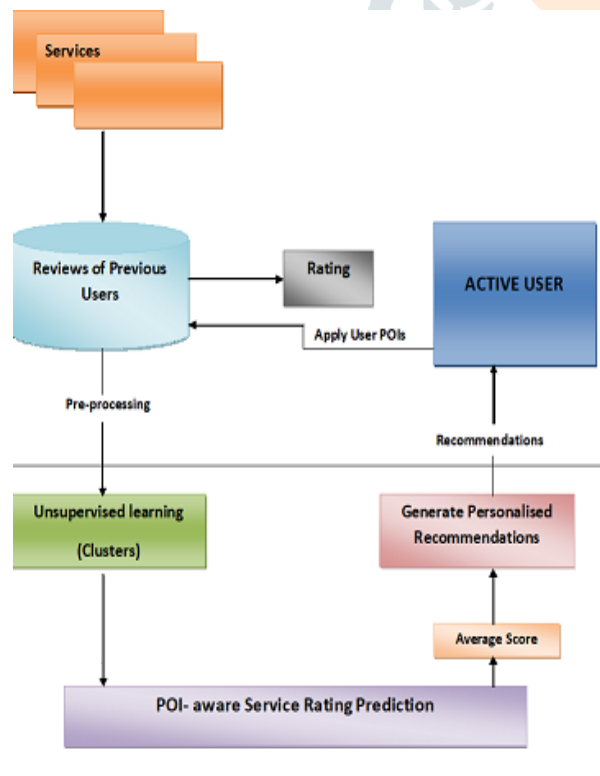 Services
Reviews of Previous
Users
Rating
ACTIVE USER
Apply User POIs
Pre-processing
Recommendations
Unsupervised learning
(Clusters)
Generate Personalised
Recommendations
Average Score
POI- aware Service Rating Prediction